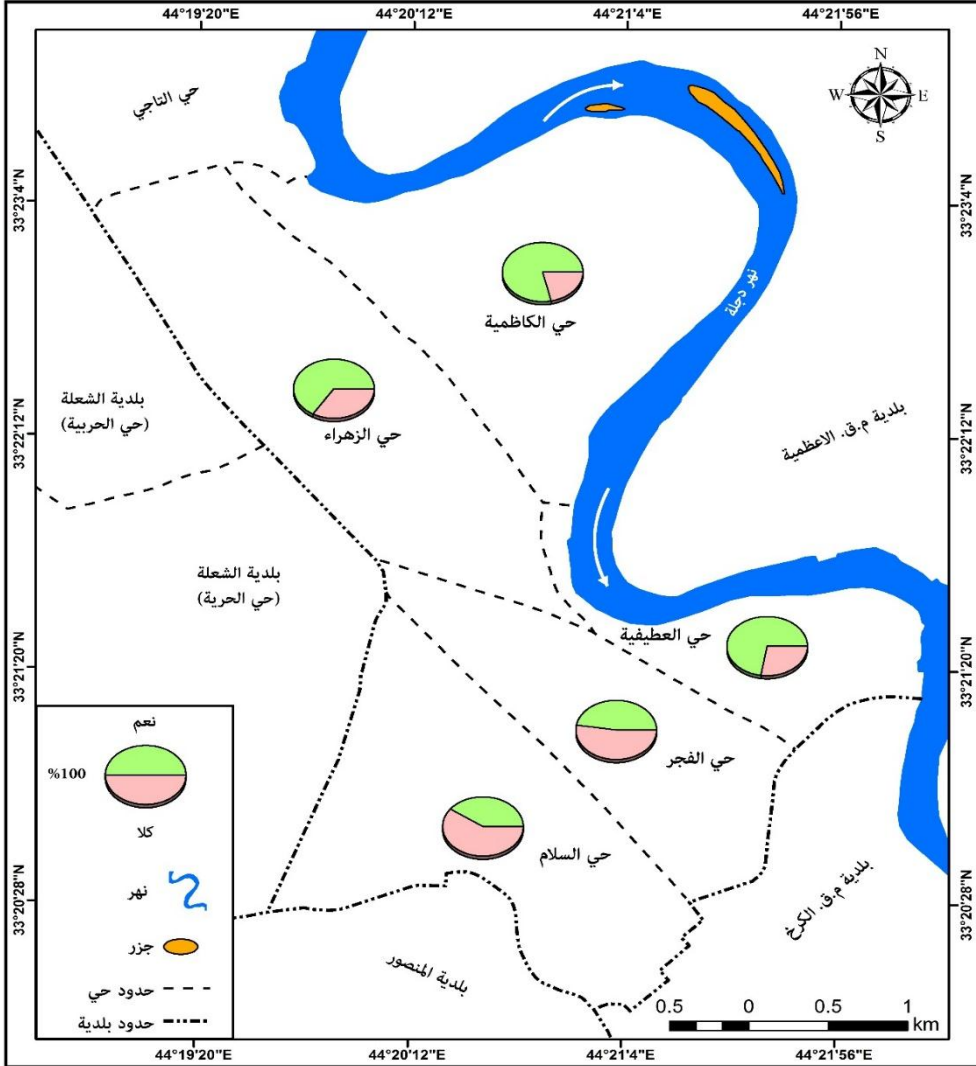 44°19'20"E
44°20'12"E
44°21'4"E
44°21'56"E
33°23'4"N
33°22'12"N
33°21'20"N
33°20'28"N
33°23'4"N
33°22'12"N
33°21'20"N
33°20'28"N
N
W
E
S
حي التاجي
حي الكاظمية
نهر دجلة
حي الزهراء
بلدية الشعلة
(حي الحربية)
بلدية م.ق. الاعظمية
بلدية الشعلة
(حي الحرية)
حي العطيفية
حي الفجر
حي السلام
بلدية م.ق. الكرخ
بلدية المنصور
نعم
%100
كلا
نهر
جزر
حدود حي
حدود بلدية
0.5
0
0.5
1
km
44°19'20"E
44°20'12"E
44°21'4"E
44°21'56"E